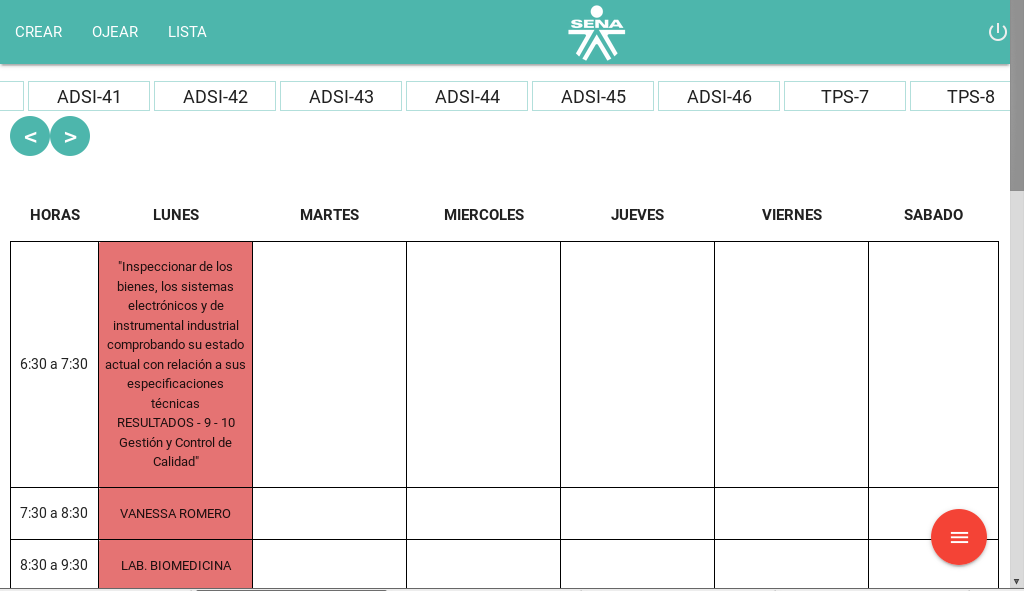 CREAR OJEAR LISTA SENA
ADSI-41 ADSI-42 ADSI-43 ADSI-44 ADSI-45 ADSI-46 TPS-7 TPS-8
< >
HORAS LUNES MARTES MIERCOLES JUEVES VIERNES SABADO
6:30 a 7:30
"Inspeccionar de los
bienes, los sistemas
electrónicos y de
instrumental industrial
comprobando su estado
actual con relación a sus
especificaciones
técnicas
RESULTADOS - 9 - 10
Gestión y Control de
Calidad"
7:30 a 8:30 VANESSA ROMERO
8:30 a 9:30 LAB. BIOMEDICINA